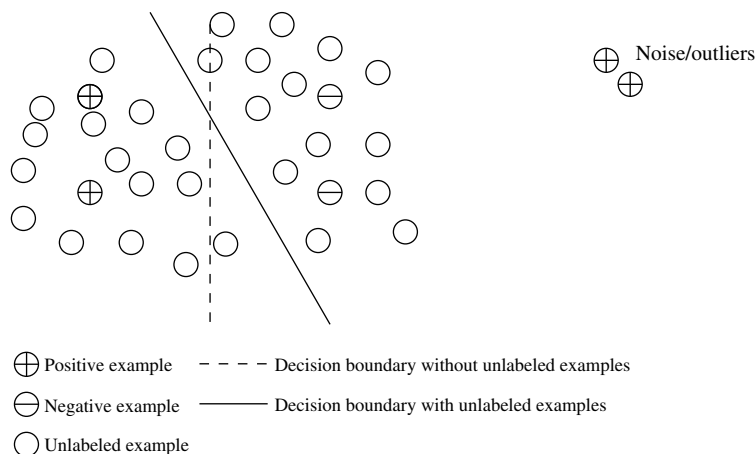 Noise/outliers
Positive example
Decision boundary without unlabeled examples
Negative example
Decision boundary with unlabeled examples
Unlabeled example